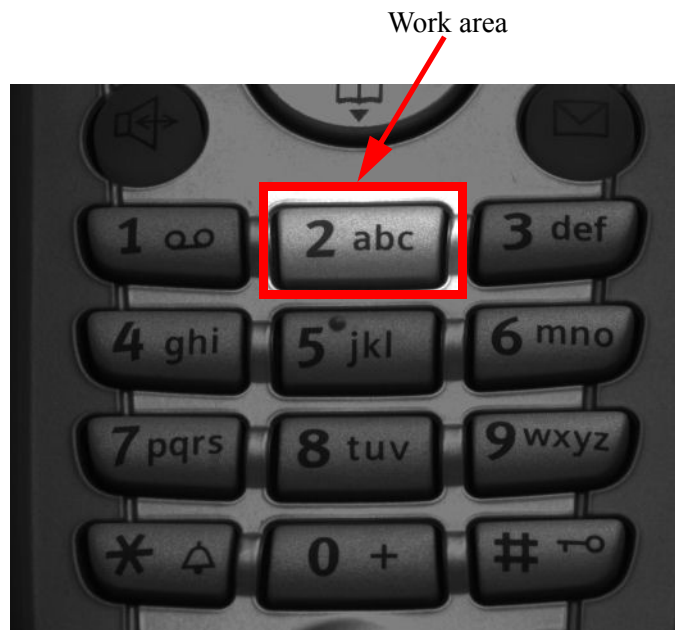 Work area
1
2 abc
3 def
4 ghi
5 jkl
6 mno
7 pqrs
8 tuv
9 wxyz
*
0 +
#